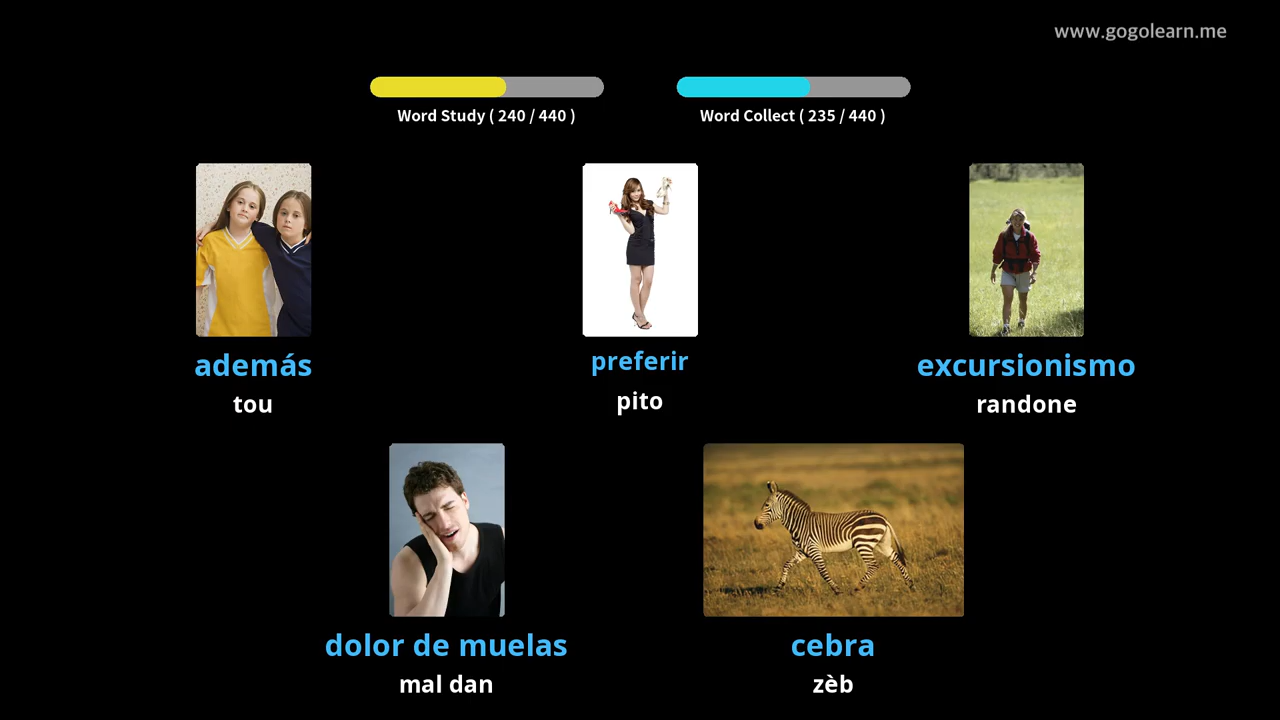 www.gogolearn.me
Word Study ( 240 / 440 )
Word Collect ( 235 / 440 )
además
tou
preferir
pito
excursionismo
randone
dolor de muelas
mal dan
cebra
zèb